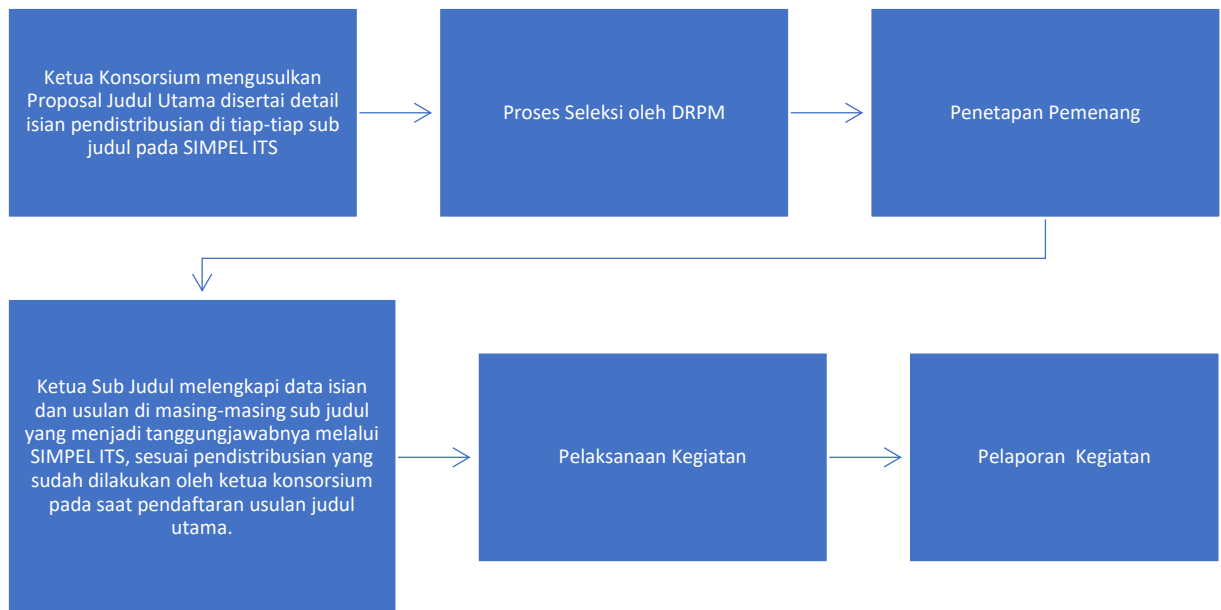 Ketua Konsorsium mengusulkan
Proposal Judul Utama disertai detail
isian pendistribusian di tiap-tiap sub
judul pada SIMPEL ITS
Proses Seleksi oleh DRPM
Penetapan Pemenang
Ketua Sub Judul melengkapi data isian
dan usulan di masing-masing sub judul
yang menjadi tanggungjawabnya melalui
SIMPEL ITS, sesuai pendistribusian yang
sudah dilakukan oleh ketua konsorsium
pada saat pendaftaran usulan judul
utama.
Pelaksanaan Kegiatan
Pelaporan  Kegiatan